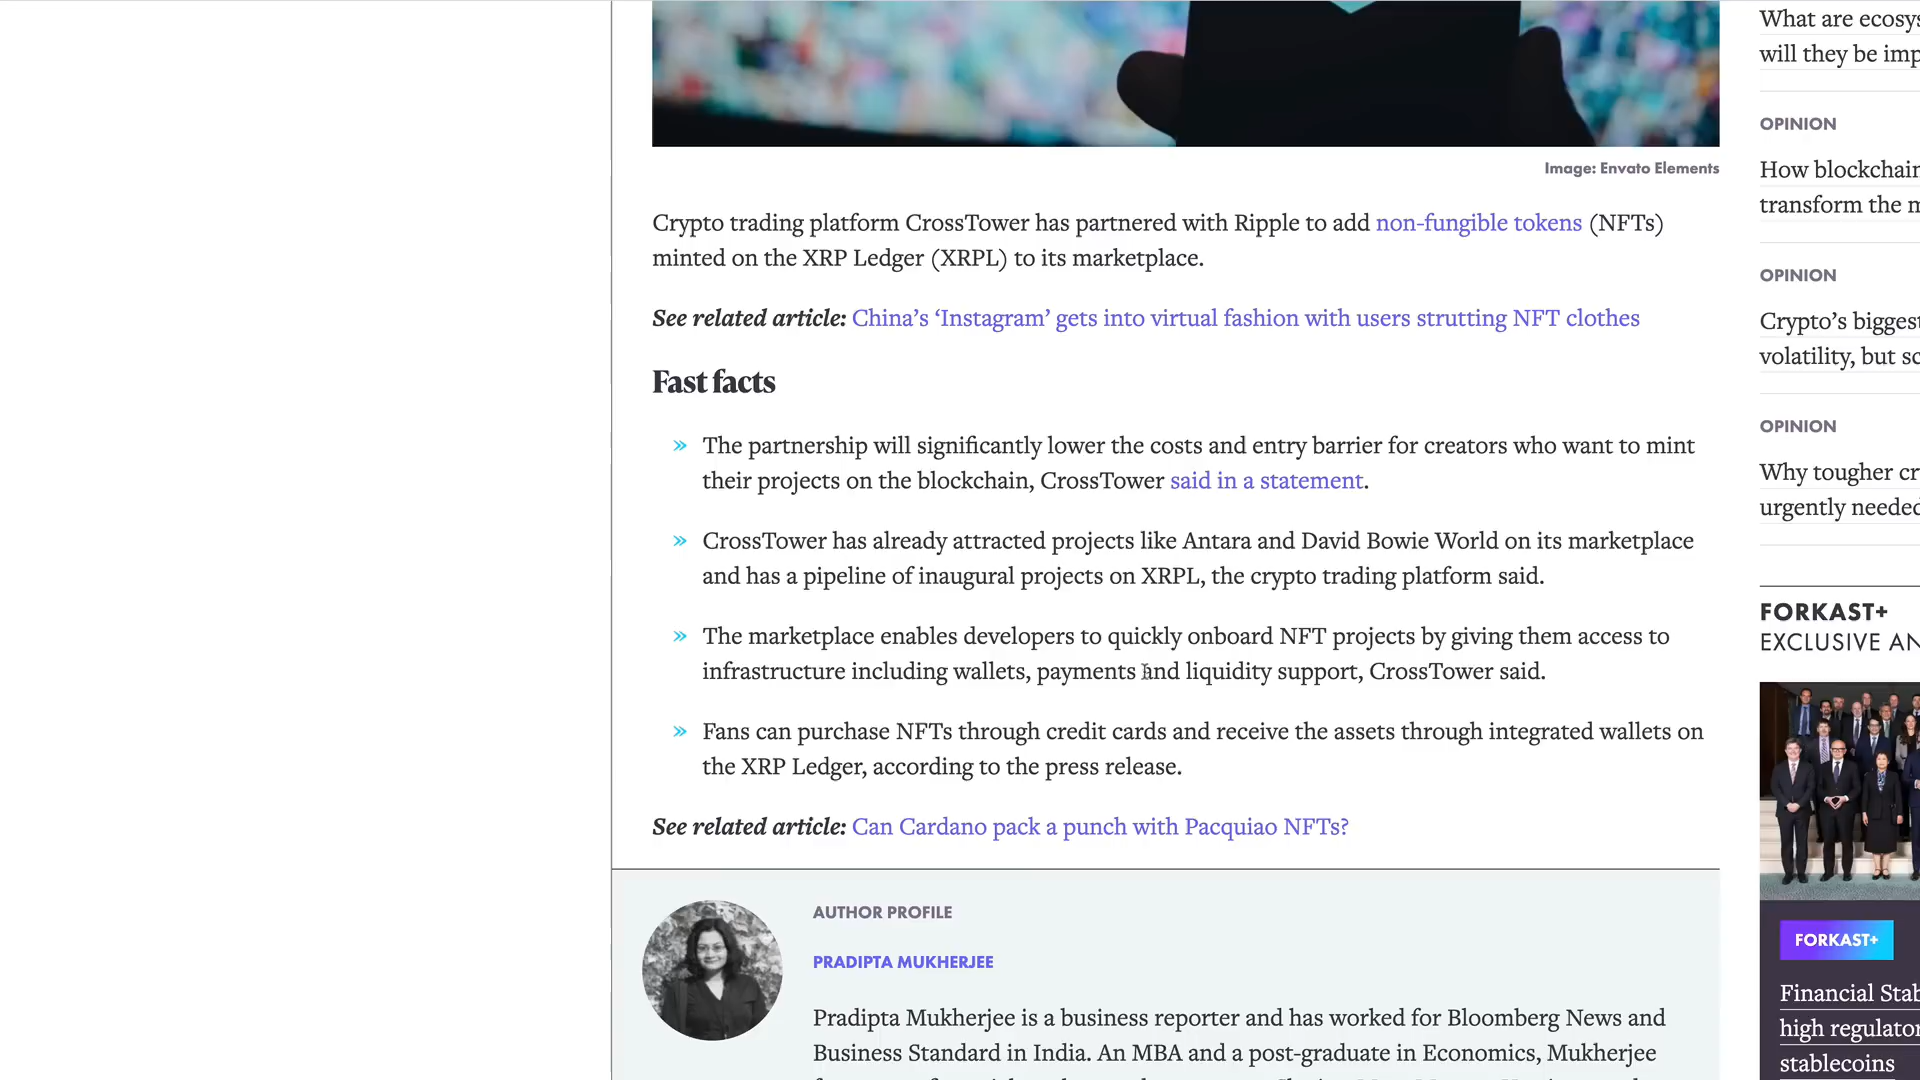 Image: Envato Elements
Crypto trading platform CrossTower has partnered with Ripple to add non-fungible tokens (NFTs)
minted on the XRP Ledger (XRPL) to its marketplace.
See related article: China’s ‘Instagram’ gets into virtual fashion with users strutting NFT clothes
Fast facts
» The partnership will significantly lower the costs and entry barrier for creators who want to mint
their projects on the blockchain, CrossTower said in a statement.
» CrossTower has already attracted projects like Antara and David Bowie World on its marketplace
and has a pipeline of inaugural projects on XRPL, the crypto trading platform said.
» The marketplace enables developers to quickly onboard NFT projects by giving them access to
infrastructure including wallets, payments and liquidity support, CrossTower said.
» Fans can purchase NFTs through credit cards and receive the assets through integrated wallets on
the XRP Ledger, according to the press release.
See related article: Can Cardano pack a punch with Pacquiao NFTs?
AUTHOR PROFILE
PRADIPTA MUKHERJEE
Pradipta Mukherjee is a business reporter and has worked for Bloomberg News and
Business Standard in India. An MBA and a post-graduate in Economics, Mukherjee
What are ecosys
will they be imp
OPINION
How blockchain
transform the m
OPINION
Crypto’s biggest
volatility, but sc
OPINION
Why tougher cr
urgently needed
FORKAST+
EXCLUSIVE AN
FORKAST+
Financial Stab
high regulator
stablecoins